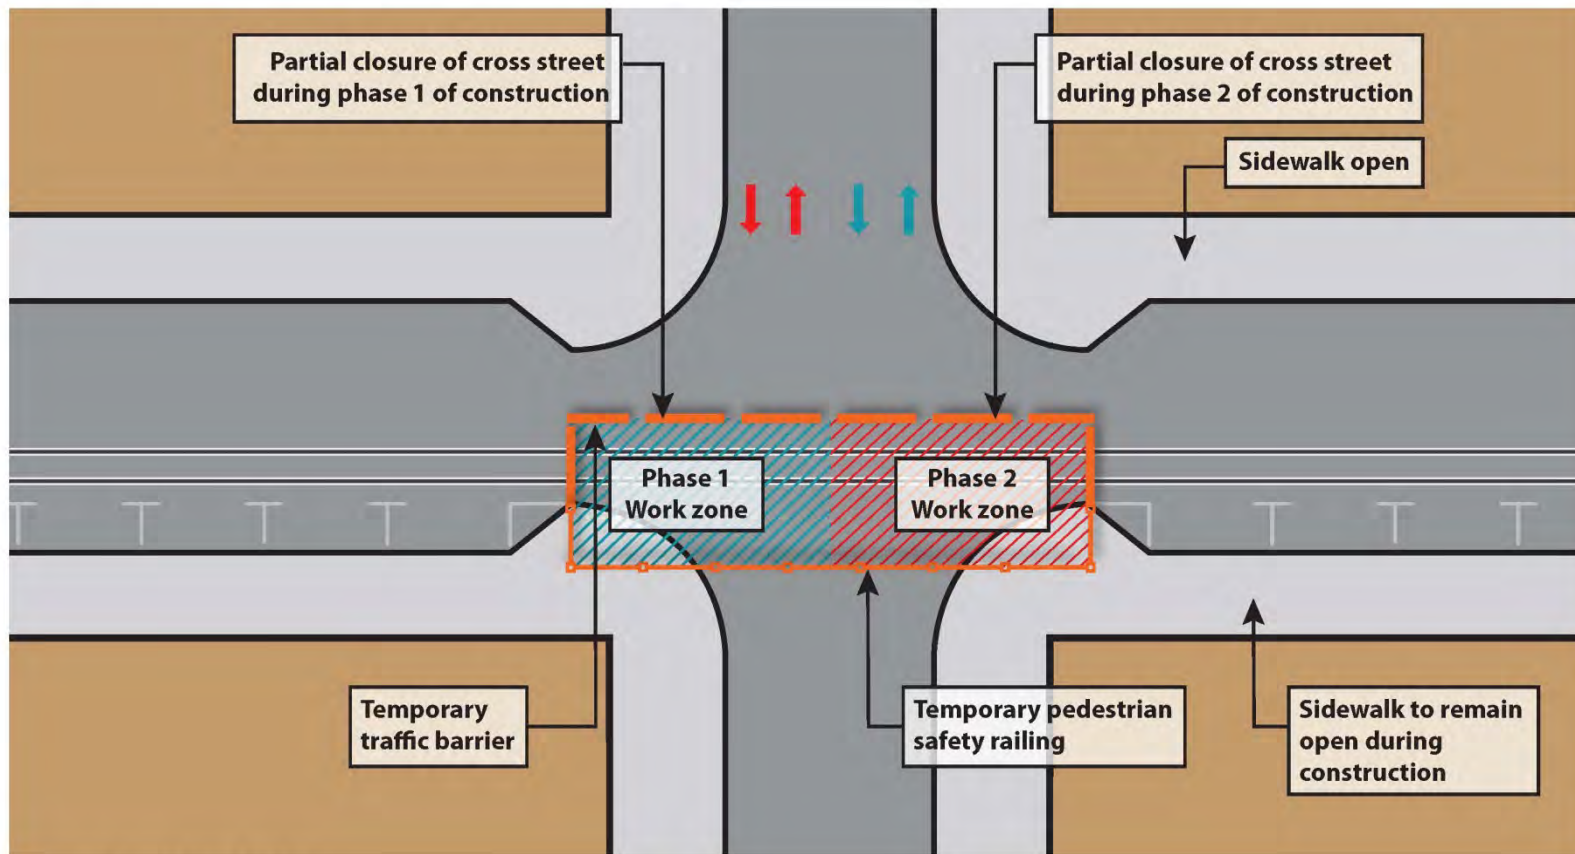 Partial closure of cross street
during phase 1 of construction
Partial closure of cross street
during phase 2 of construction
Sidewalk open
Phase 1
Work zone
Phase 2
Work zone
Temporary
traffic barrier
Temporary pedestrian
safety railing
Sidewalk to remain
open during
construction